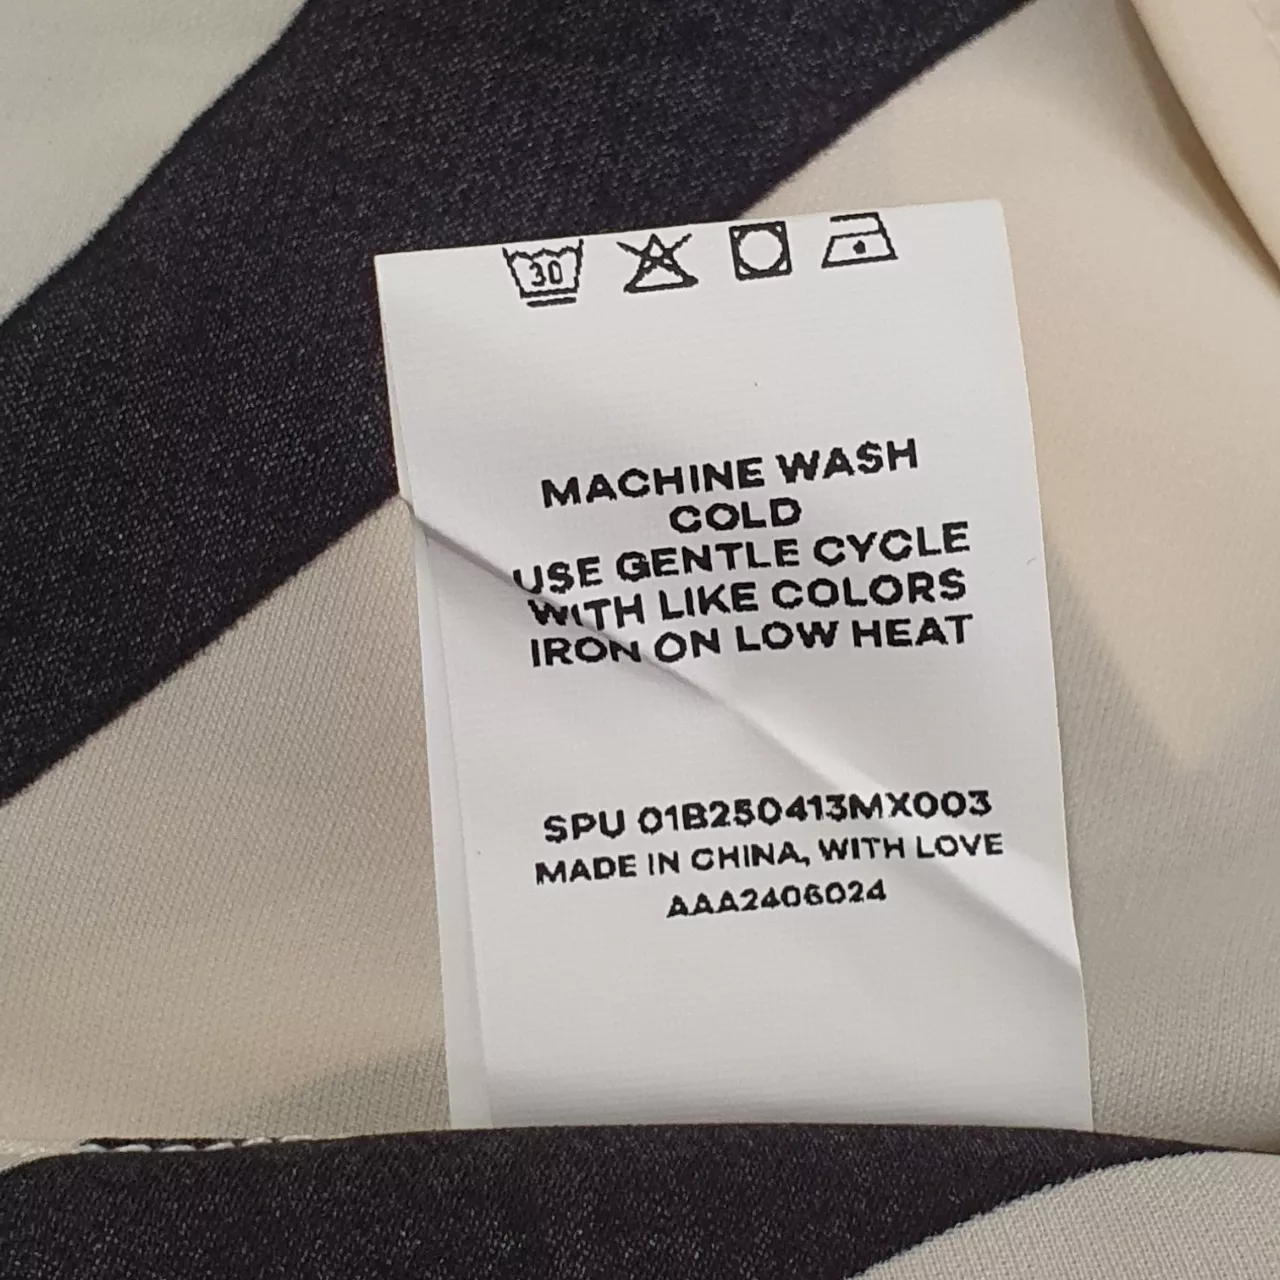 30
MACHINE WASH
COLD
USE GENTLE CYCLE
WITH LIKE COLORS
IRON ON LOW HEAT
SPU 01B250413MX003
MADE IN CHINA, WITH LOVE
AAA2406024